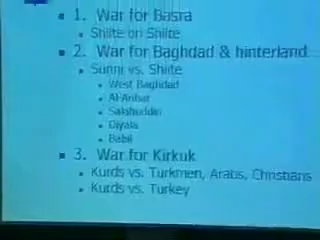 1. War for Basra
Shiite on Shiite
2. War for Baghdad & hinterland
Sunni vs. Shiite
West Baghdad
Al-Anbar
Salahuddin
Diyala
Babil
3. War for Kirkuk
Kurds vs. Turkmen, Arabs, Christians
Kurds vs. Turkey